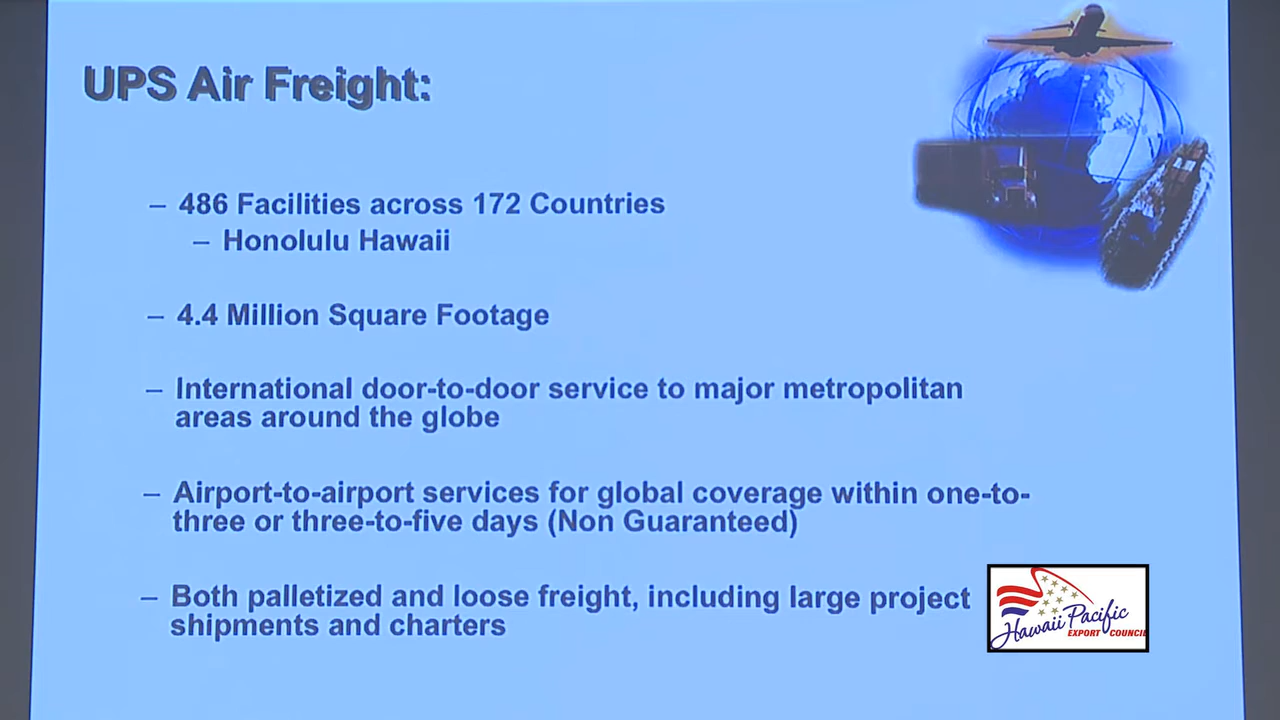 UPS Air Freight:
– 486 Facilities across 172 Countries
– Honolulu Hawaii
– 4.4 Million Square Footage
– International door-to-door service to major metropolitan
areas around the globe
– Airport-to-airport services for global coverage within one-to-
three or three-to-five days (Non Guaranteed)
– Both palletized and loose freight, including large project
shipments and charters
Hawaii Pacific
EXPORT COUNCIL